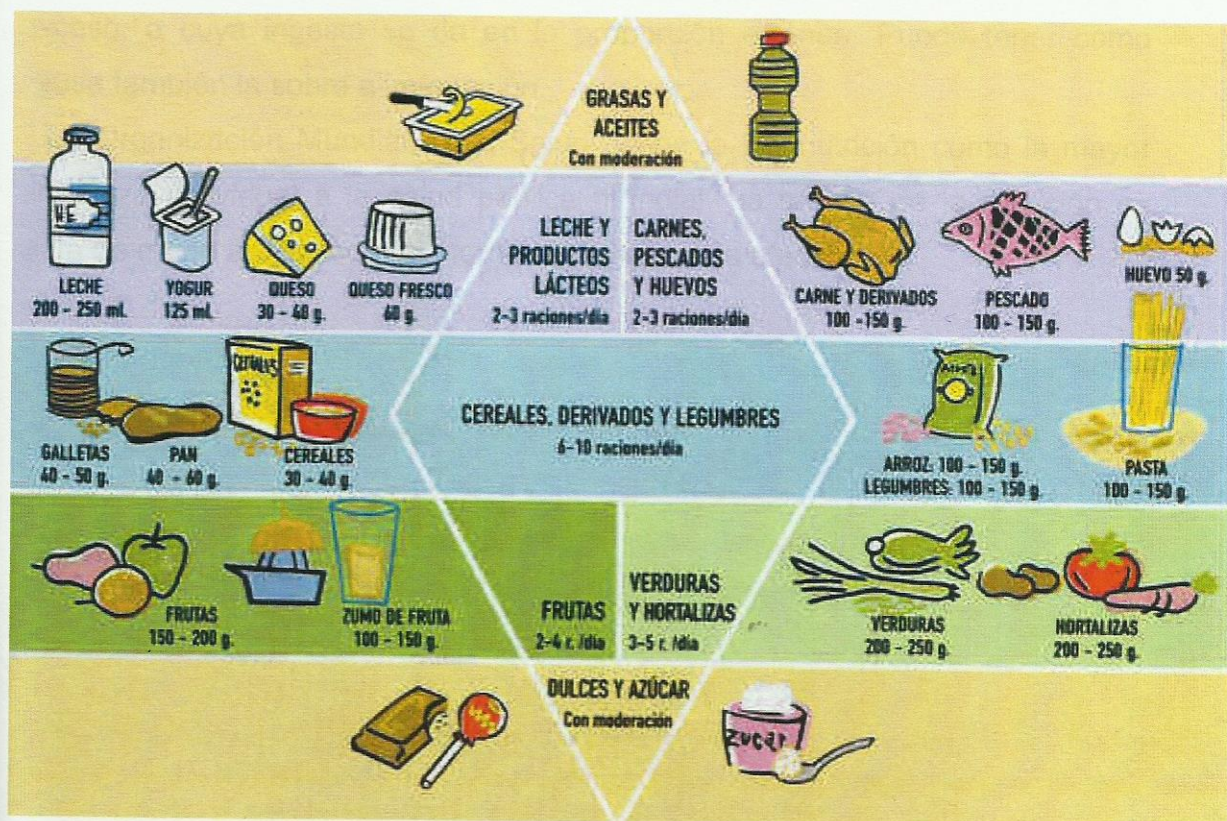 GRASAS Y
ACEITES
Con moderación
HE
LECHE
200 - 250 ml.
YOGUR
125 ml.
QUESO
30 - 40 g.
QUESO FRESCO
60 g.
LECHE Y
PRODUCTOS
LÁCTEOS
2-3 raciones/día
CARNES,
PESCADOS
Y HUEVOS
2-3 raciones/día
CARNE Y DERIVADOS
100 -150 g.
PESCADO
100 - 150 g.
HUEVO 50 g.
CEREALES
GALLETAS
40 - 50 g.
PAN
40 - 60 g.
CEREALES
30 - 40 g.
CEREALES, DERIVADOS Y LEGUMBRES
6-10 raciones/día
ARROZ: 100 - 150 g.
LEGUMBRES: 100 - 150 g.
PASTA
100 - 150 g.
FRUTAS
150 - 200 g.
ZUMO DE FRUTA
100 - 150 g.
FRUTAS
2-4 r. /día
VERDURAS
Y HORTALIZAS
3-5 r. /día
VERDURAS
200 - 250 g.
HORTALIZAS
200 - 250 g.
DULCES Y AZÚCAR
Con moderación
ZUCAR